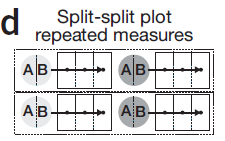 d
Split-split plot
repeated measures
A B A B
A B A B